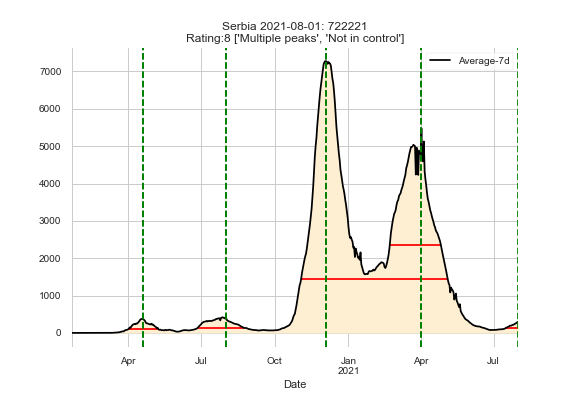 Serbia 2021-08-01: 722221
Rating:8 ['Multiple peaks', 'Not in control']
Average-7d
7000
6000
5000
4000
3000
2000
1000
0
Apr Jul Oct Jan Apr Jul
2021
Date